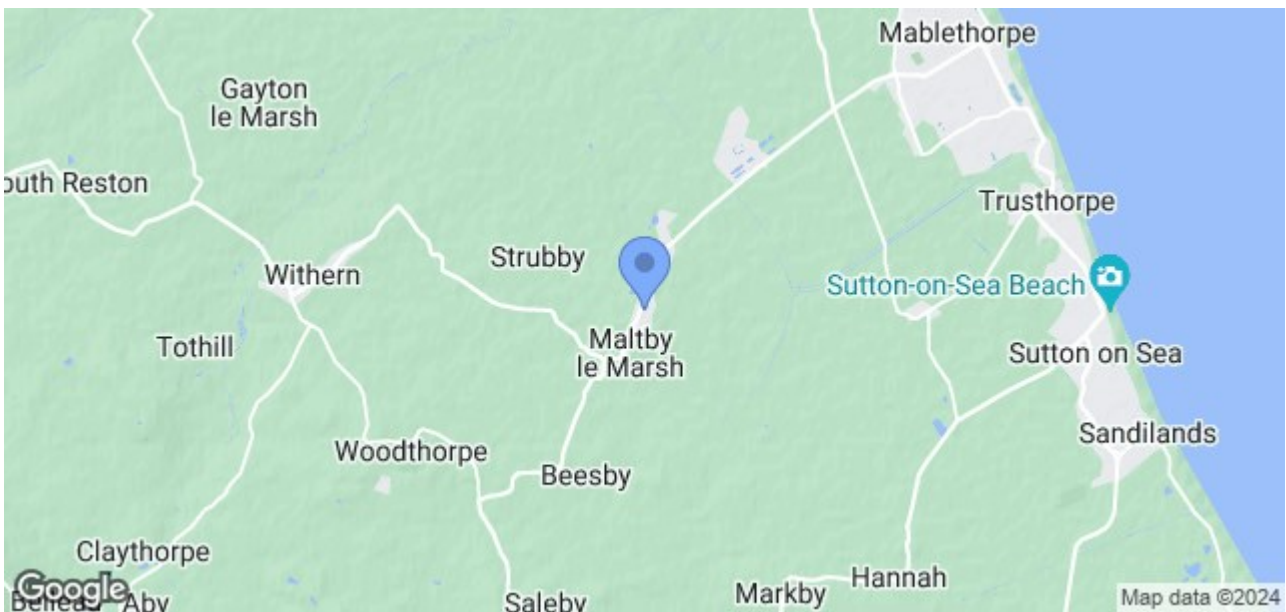 Mablethorpe
Gayton
le Marsh
outh Reston
Trusthorpe
Strubby
Withern
Sutton-on-Sea Beach
Tothill
Maltby
le Marsh
Sutton on Sea
Woodthorpe
Sandilands
Beesby
Claythorpe
Hannah
Google
Belleau
Aby
Saleby
Markby
Map data ©2024